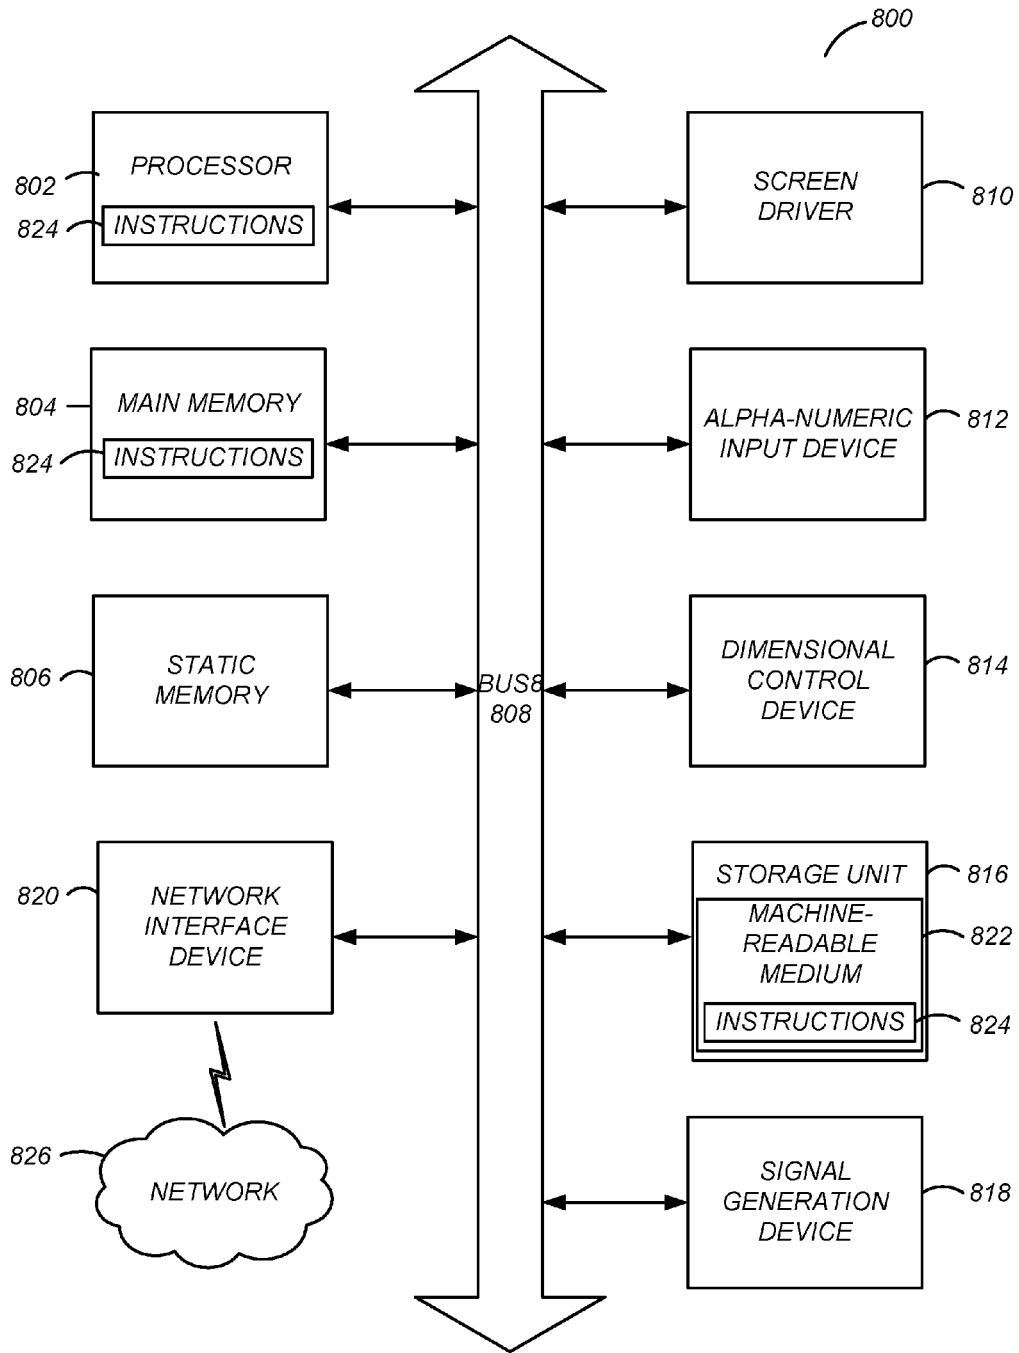 800
PROCESSOR
802
824
INSTRUCTIONS
SCREEN
DRIVER
810
MAIN MEMORY
804
824
INSTRUCTIONS
ALPHA-NUMERIC
INPUT DEVICE
812
STATIC
MEMORY
806
BUS8
808
DIMENSIONAL
CONTROL
DEVICE
814
820
NETWORK
INTERFACE
DEVICE
STORAGE UNIT
816
MACHINE-
READABLE
MEDIUM
822
INSTRUCTIONS
824
826
NETWORK
SIGNAL
GENERATION
DEVICE
818